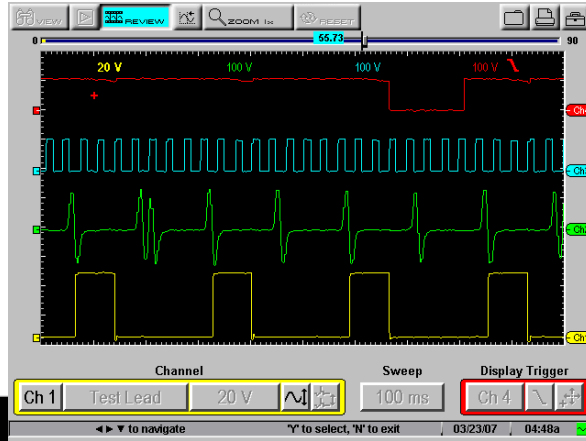 VIEW REVIEW ZOOM 1x RESET
0 55.73 90
20 V 100 V 100 V 100 V
Ch4
Ch3
Ch2
Ch1
Channel Sweep Display Trigger
Ch 1 Test Lead 20 V 100 ms Ch 4
to navigate 'Y' to select, 'N' to exit 03/23/07 04:48a